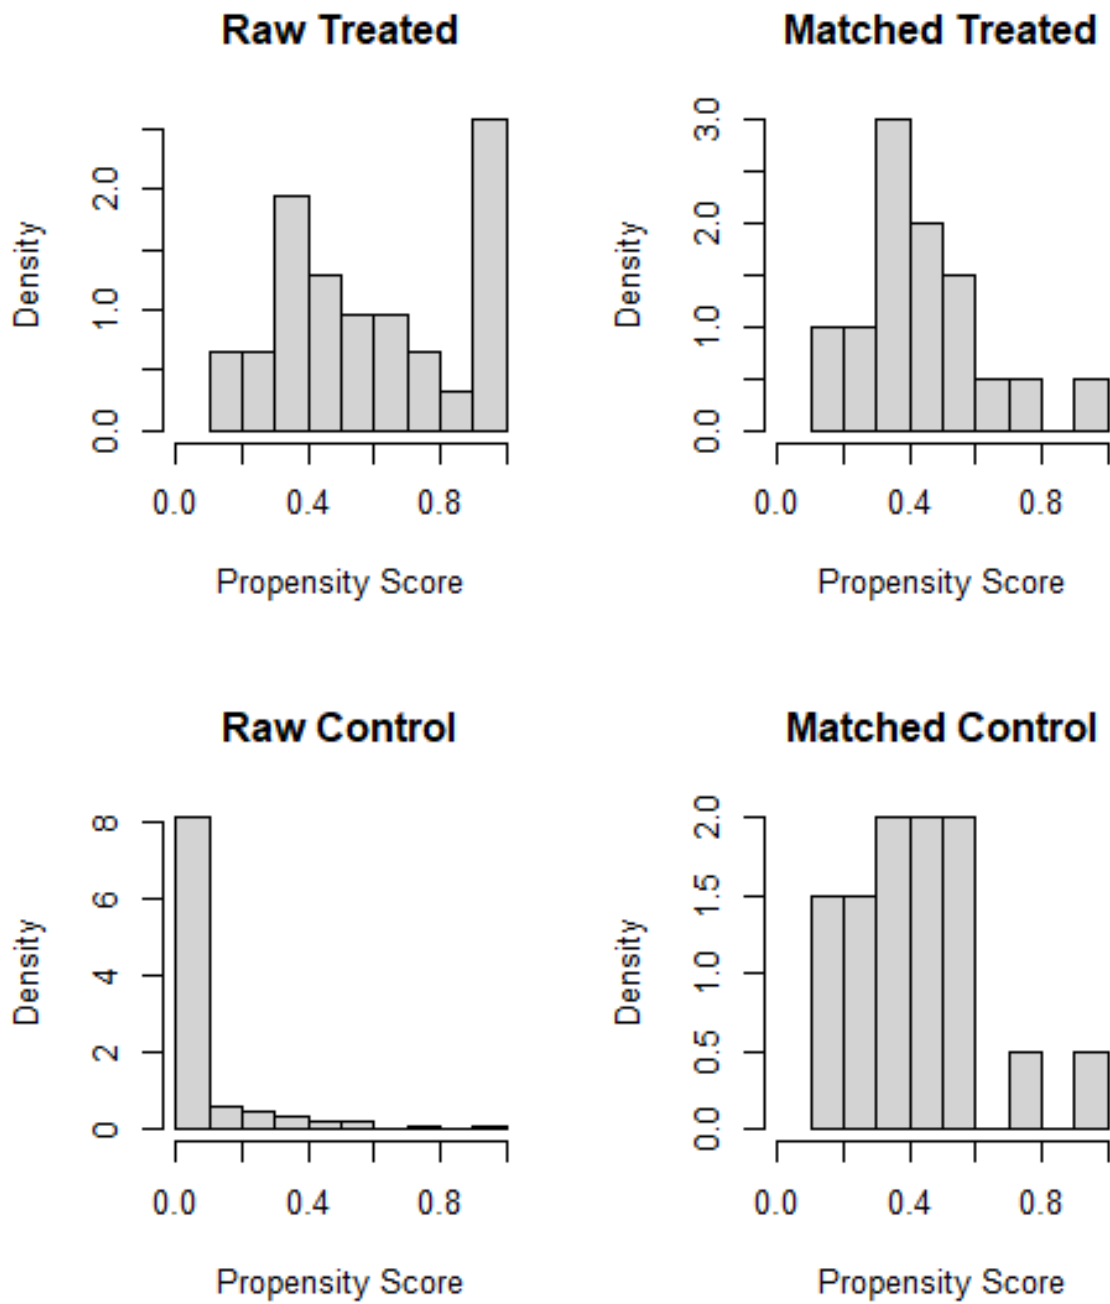 Raw Treated
Density
0.0 1.0 2.0
0.0 0.4 0.8
Propensity Score
Matched Treated
Density
0.0 1.0 2.0 3.0
0.0 0.4 0.8
Propensity Score
Raw Control
Density
0 2 4 6 8
0.0 0.4 0.8
Propensity Score
Matched Control
Density
0.0 0.5 1.0 1.5 2.0
0.0 0.4 0.8
Propensity Score